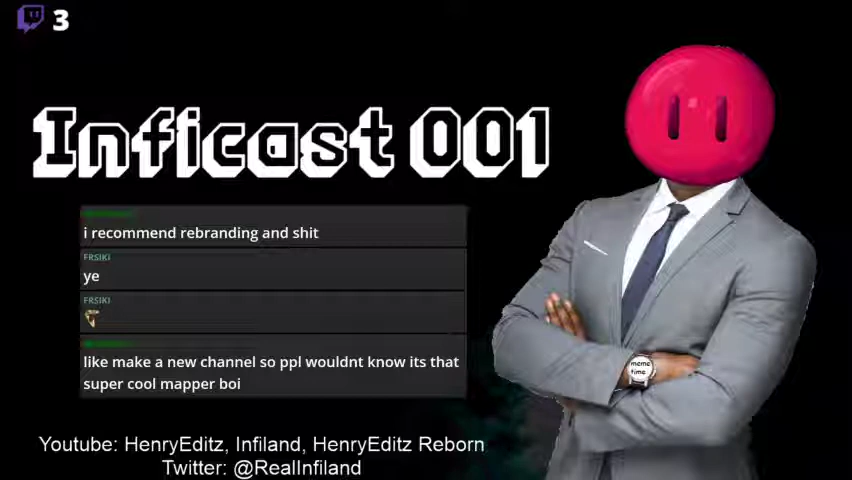 3
Inficast 001
i recommend rebranding and shit
FRSIKI
ye
FRSIKI
like make a new channel so ppl wouldnt know its that
super cool mapper boi
meme
time
Youtube: HenryEditz, Infiland, HenryEditz Reborn
Twitter: @RealInfiland